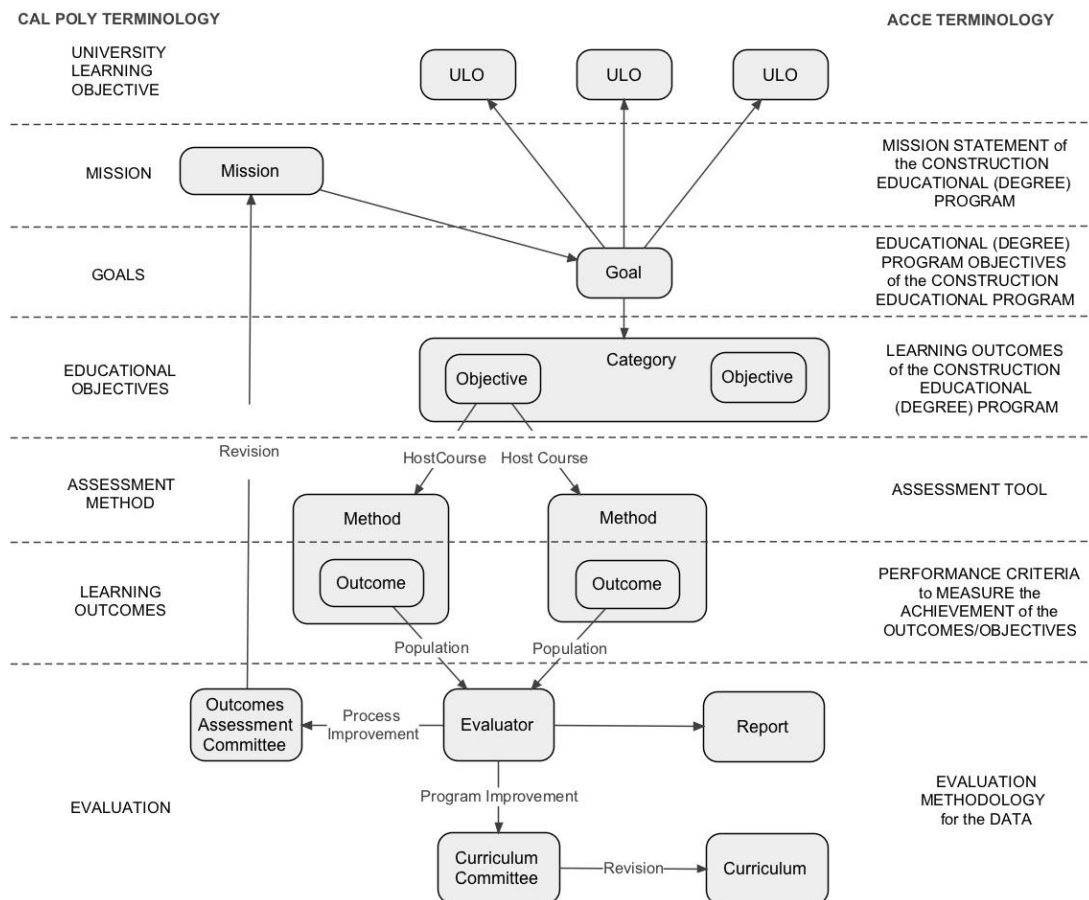 CAL POLY TERMINOLOGY
ACCE TERMINOLOGY
UNIVERSITY
LEARNING
OBJECTIVE
ULO
ULO
ULO
MISSION
Mission
MISSION STATEMENT of
the CONSTRUCTION
EDUCATIONAL (DEGREE)
PROGRAM
GOALS
Goal
EDUCATIONAL (DEGREE)
PROGRAM OBJECTIVES
of the CONSTRUCTION
EDUCATIONAL PROGRAM
EDUCATIONAL
OBJECTIVES
Category
Objective
Objective
LEARNING OUTCOMES
of the CONSTRUCTION
EDUCATIONAL
(DEGREE) PROGRAM
Revision
HostCourse
Host Course
ASSESSMENT
METHOD
Method
Method
ASSESSMENT TOOL
LEARNING
OUTCOMES
Outcome
Outcome
PERFORMANCE CRITERIA
to MEASURE the
ACHIEVEMENT of the
OUTCOMES/OBJECTIVES
Population
Population
Outcomes
Assessment
Committee
Process
Improvement
Evaluator
Report
EVALUATION
Program Improvement
EVALUATION
METHODOLOGY
for the DATA
Curriculum
Committee
Revision
Curriculum